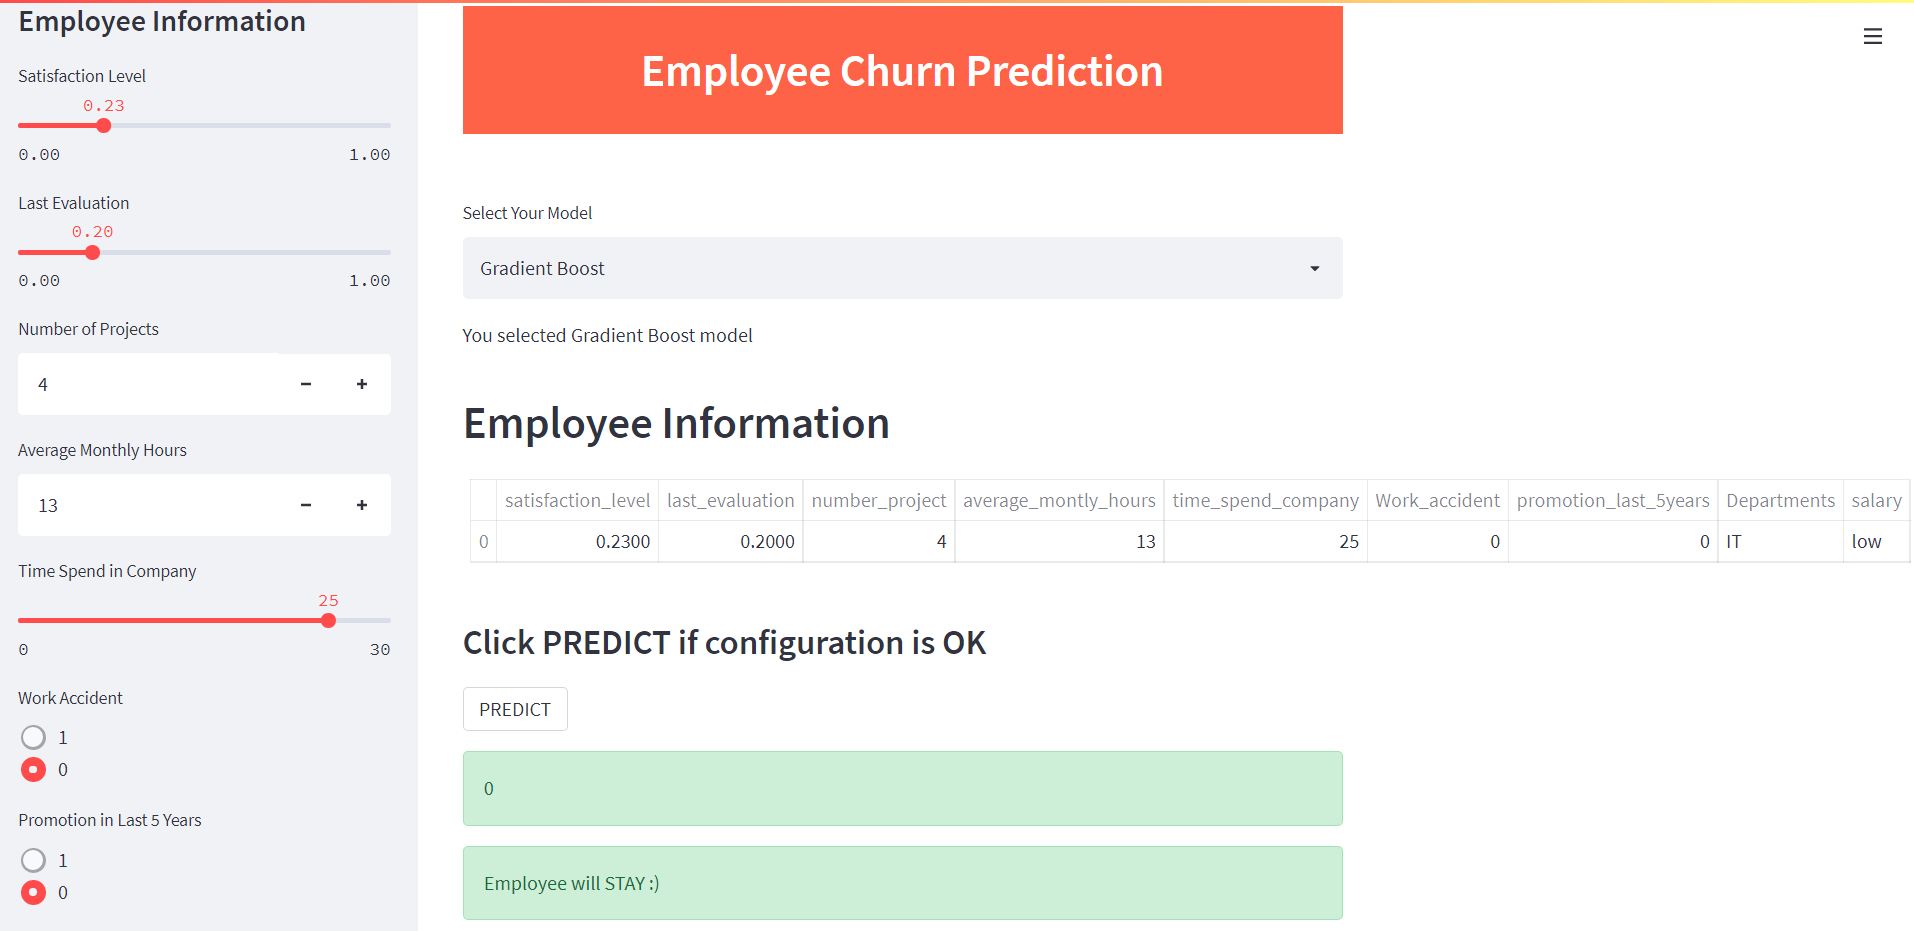 Employee Information
Satisfaction Level
0.23
0.00 1.00
Last Evaluation
0.20
0.00 1.00
Number of Projects
4
Average Monthly Hours
13
Time Spend in Company
25
0 30
Work Accident
1
0
Promotion in Last 5 Years
1
0
Employee Churn Prediction
Select Your Model
Gradient Boost
You selected Gradient Boost model
Employee Information
satisfaction_level last_evaluation number_project average_montly_hours time_spend_company Work_accident promotion_last_5years Departments salary
0 0.2300 0.2000 4 13 25 0 0 IT low
Click PREDICT if configuration is OK
PREDICT
0
Employee will STAY :)